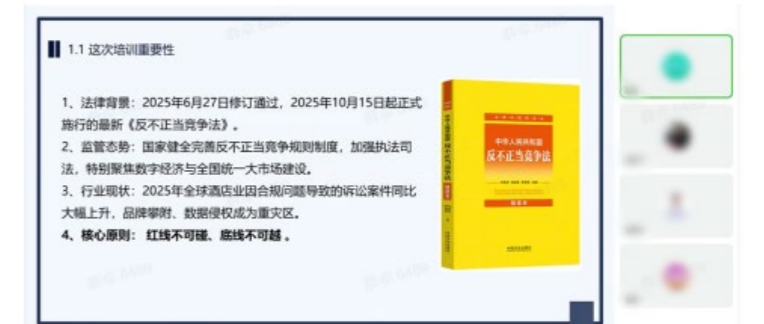 1.1 这次培训重要性
1、法律背景：2025年6月27日修订通过，2025年10月15日起正式
施行的最新《反不正当竞争法》。
2、监管态势：国家健全完善反不正当竞争规则制度，加强执法司
法，特别聚焦数字经济与全国统一大市场建设。
3、行业现状：2025年全球酒店业因合规问题导致的诉讼案件同比
大幅上升，品牌攀附、数据侵权成为重灾区。
4、核心原则： 红线不可碰、底线不可越 。
中华人民共和国
反不正当竞争法